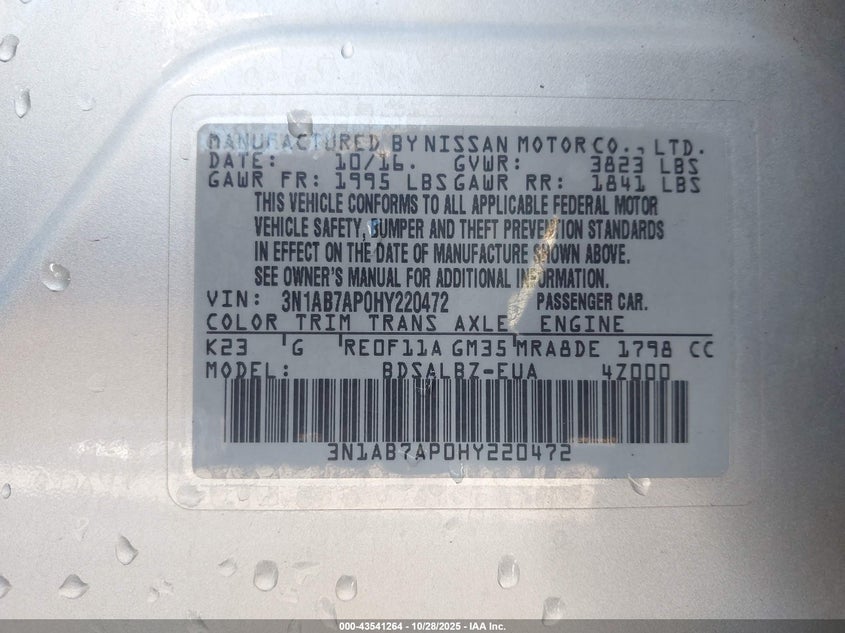 MANUFACTURED BY NISSAN MOTOR CO., LTD.
DATE: 10/16. GVWR: 3823 LBS
GAWR FR: 1995 LBS GAWR RR: 1841 LBS
THIS VEHICLE CONFORMS TO ALL APPLICABLE FEDERAL MOTOR
VEHICLE SAFETY, BUMPER AND THEFT PREVENTION STANDARDS
IN EFFECT ON THE DATE OF MANUFACTURE SHOWN ABOVE.
SEE OWNER'S MANUAL FOR ADDITIONAL INFORMATION.
VIN: 3N1AB7AP0HY220472 PASSENGER CAR.
COLOR TRIM TRANS AXLE ENGINE
K23 G RE0F11A GM35 MRA8DE 1798 CC
MODEL: BDSALBZ-EUA 4Z000
3N1AB7AP0HY220472
000-43541264 | 10/28/2025 - IAA Inc.